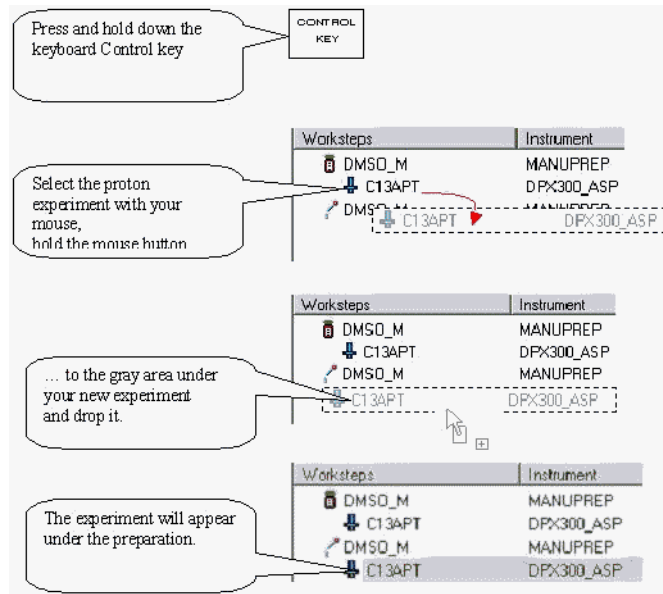 Press and hold down the
keyboard Control key
CONTROL
KEY
Worksteps Instrument
DMSO_M MANUPREP
C13APT DPX300_ASP
DMSO_M MANUPREP
C13APT DPX300_ASP
Select the proton
experiment with your
mouse,
hold the mouse button
Worksteps Instrument
DMSO_M MANUPREP
C13APT DPX300_ASP
DMSO_M MANUPREP
C13APT DPX300_ASP
… to the gray area under
your new experiment
and drop it.
Worksteps Instrument
DMSO_M MANUPREP
C13APT DPX300_ASP
DMSO_M MANUPREP
C13APT DPX300_ASP
The experiment will appear
under the preparation.